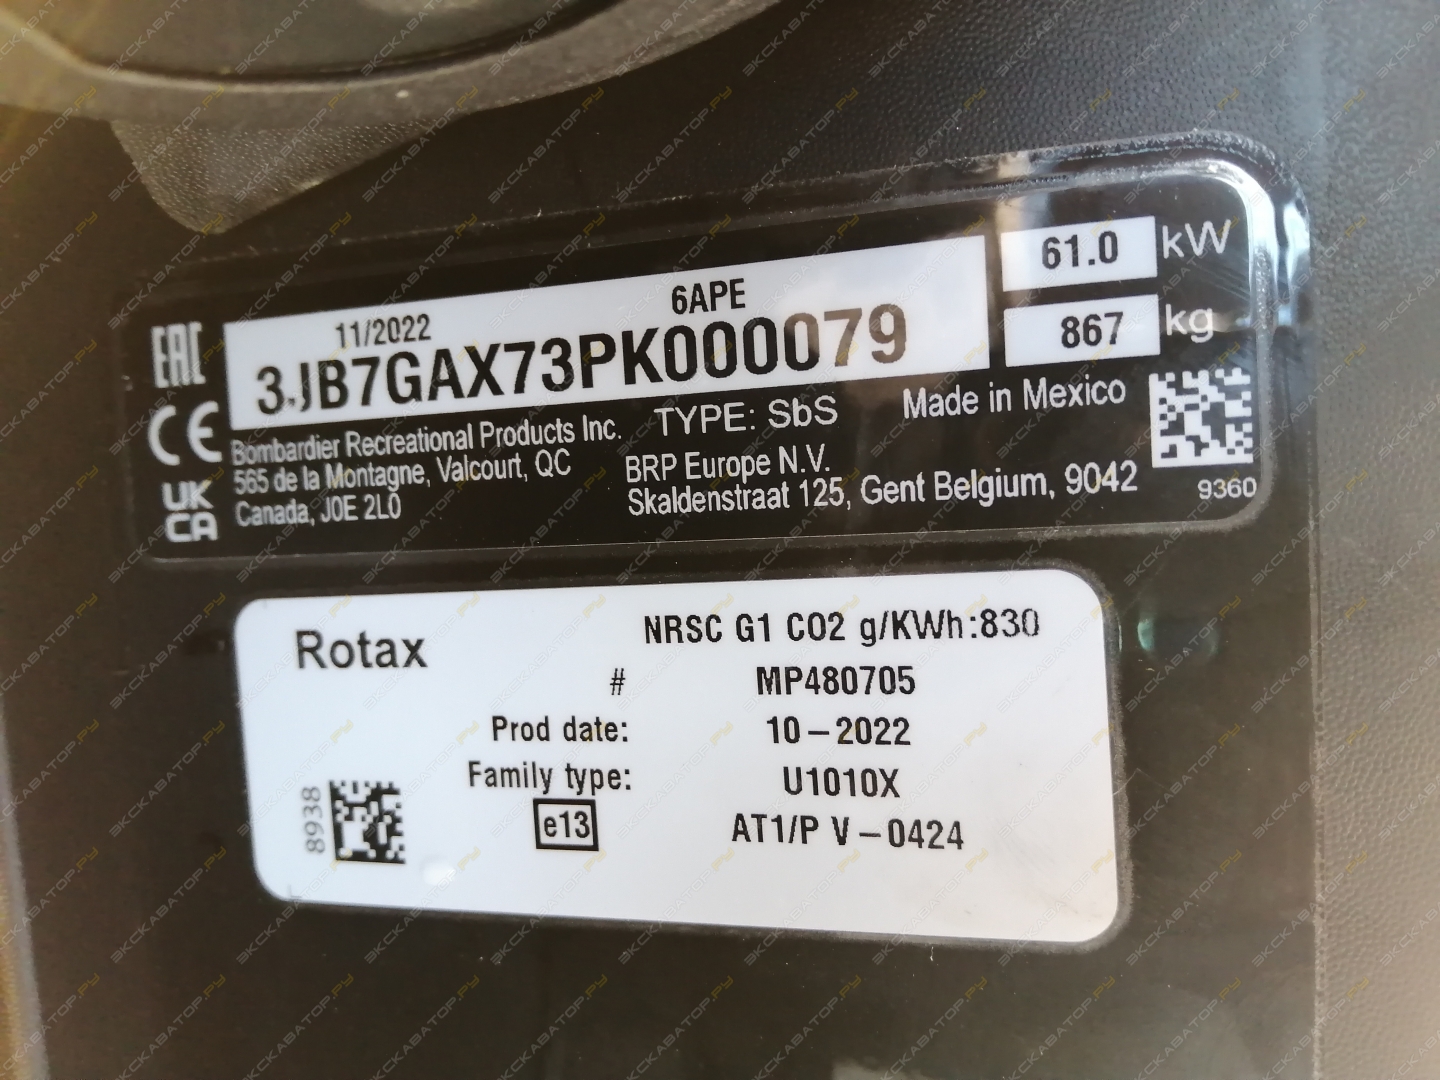 11/2022 6APE
3JB7GAX73PK000079
61.0 kW
867 kg
EAC
CE
UK
CA
Bombardier Recreational Products Inc.
565 de la Montagne, Valcourt, QC
Canada, J0E 2L0
TYPE: SbS
Made in Mexico
BRP Europe N.V.
Skaldenstraat 125, Gent Belgium, 9042
9360
Rotax
NRSC G1 CO2 g/KWh:830
# MP480705
Prod date: 10-2022
Family type: U1010X
e13 AT1/P V-0424
8938
ЭКСКАВАТОР.РУ